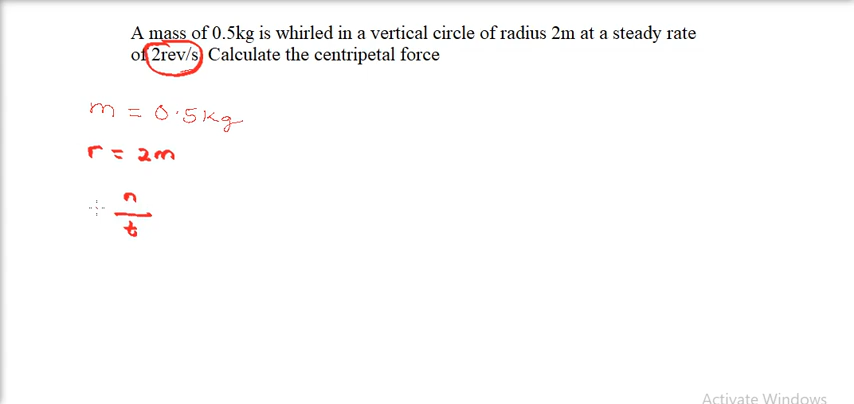 A mass of 0.5kg is whirled in a vertical circle of radius 2m at a steady rate
of 2rev/s Calculate the centripetal force
m = 0.5kg
r = 2m
n
t
Activate Windows